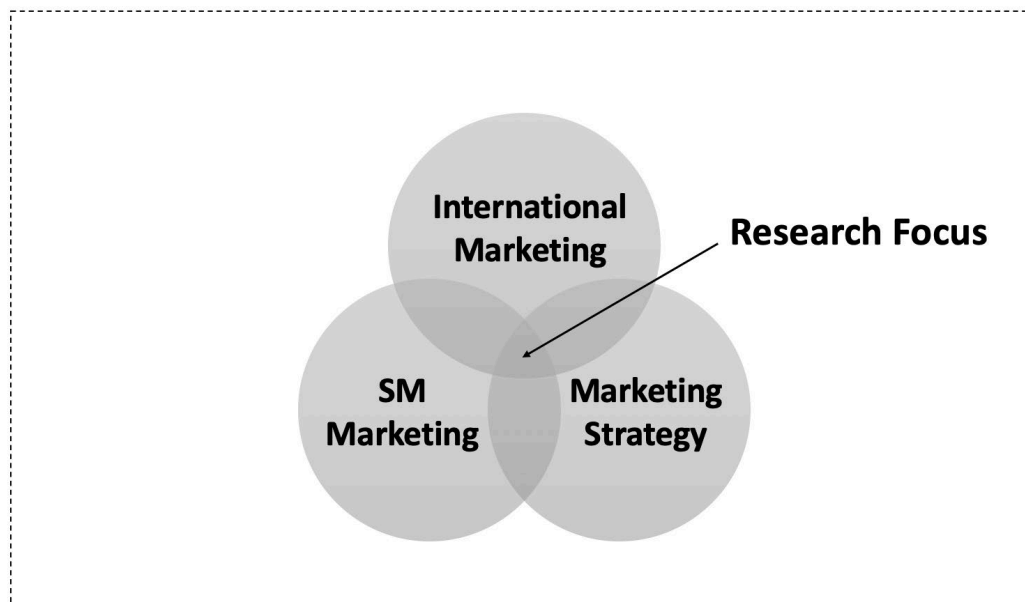 International
Marketing
Research Focus
SM
Marketing
Marketing
Strategy